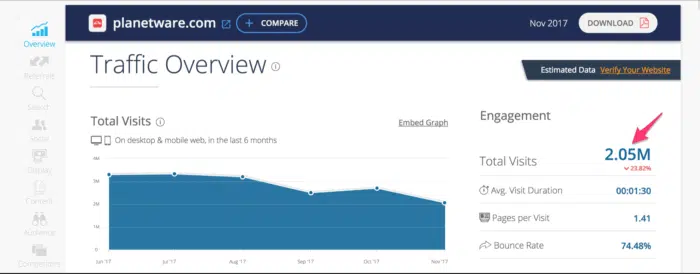 planetware.com
+ COMPARE
Nov 2017
DOWNLOAD
Overview
Referrals
Search
Social
Display
Content
Audience
Competitors
Traffic Overview
Estimated Data Verify Your Website
Total Visits
Embed Graph
On desktop & mobile web, in the last 6 months
4M
3M
2M
1M
0
Jun '17
Jul '17
Aug '17
Sep '17
Oct '17
Nov '17
Engagement
Total Visits
2.05M
23.82%
Avg. Visit Duration
00:01:30
Pages per Visit
1.41
Bounce Rate
74.48%